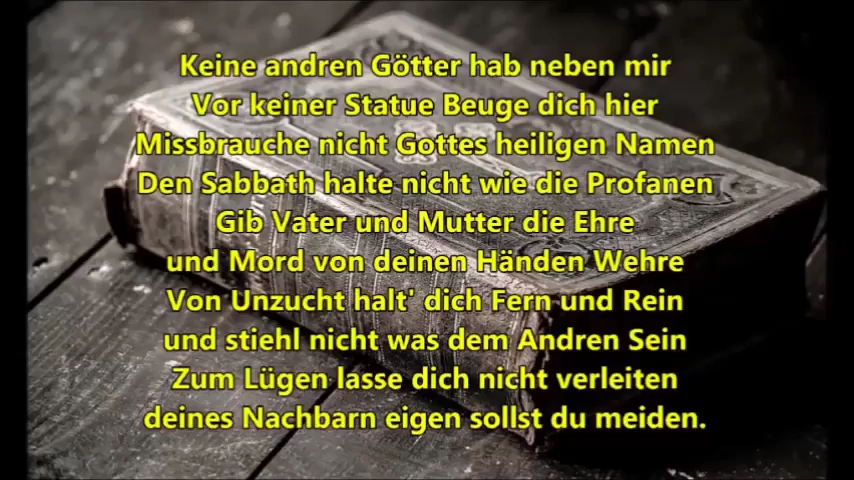 Keine andren Götter hab neben mir
Vor keiner Statue Beuge dich hier
Missbrauche nicht Gottes heiligen Namen
Den Sabbath halte nicht wie die Profanen
Gib Vater und Mutter die Ehre
und Mord von deinen Händen Wehre
Von Unzucht halt' dich Fern und Rein
und stiehl nicht was dem Andren Sein
Zum Lügen lasse dich nicht verleiten
deines Nachbarn eigen sollst du meiden.